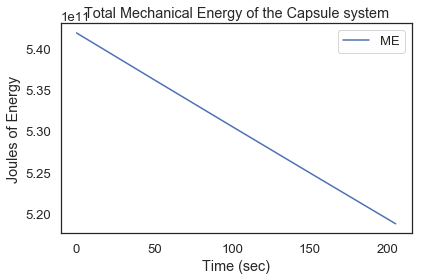 Total Mechanical Energy of the Capsule system
1e11
ME
5.40
5.35
5.30
5.25
5.20
Joules of Energy
0
50
100
150
200
Time (sec)